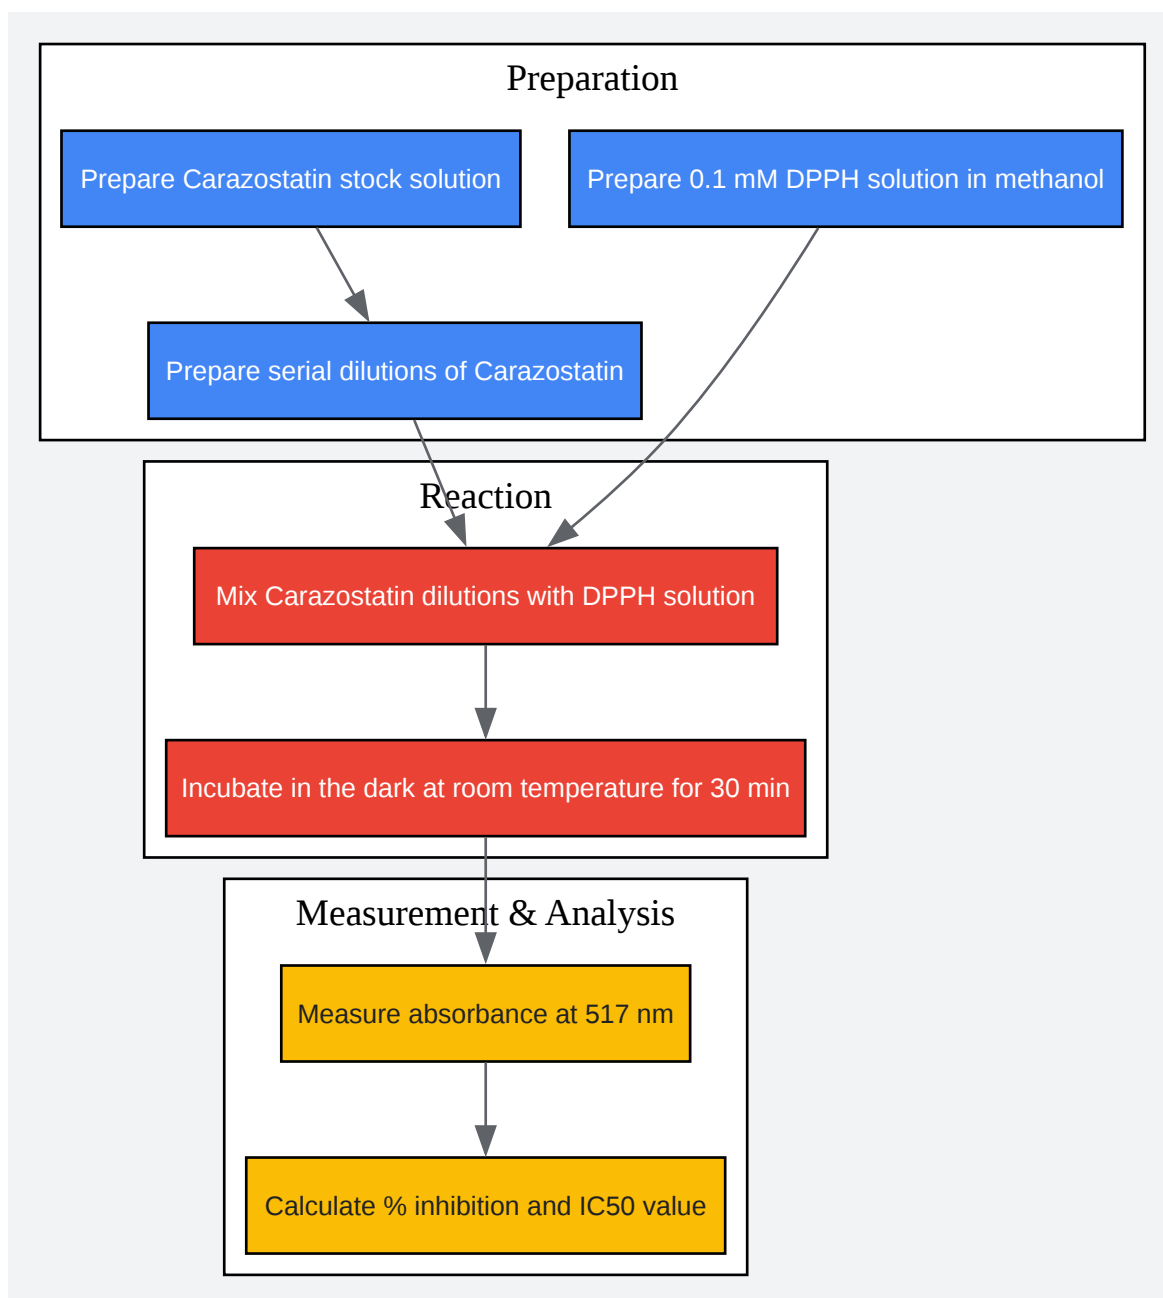 Preparation
Prepare Carazostatin stock solution
Prepare 0.1 mM DPPH solution in methanol
Prepare serial dilutions of Carazostatin
Reaction
Mix Carazostatin dilutions with DPPH solution
Incubate in the dark at room temperature for 30 min
Measurement & Analysis
Measure absorbance at 517 nm
Calculate % inhibition and IC50 value